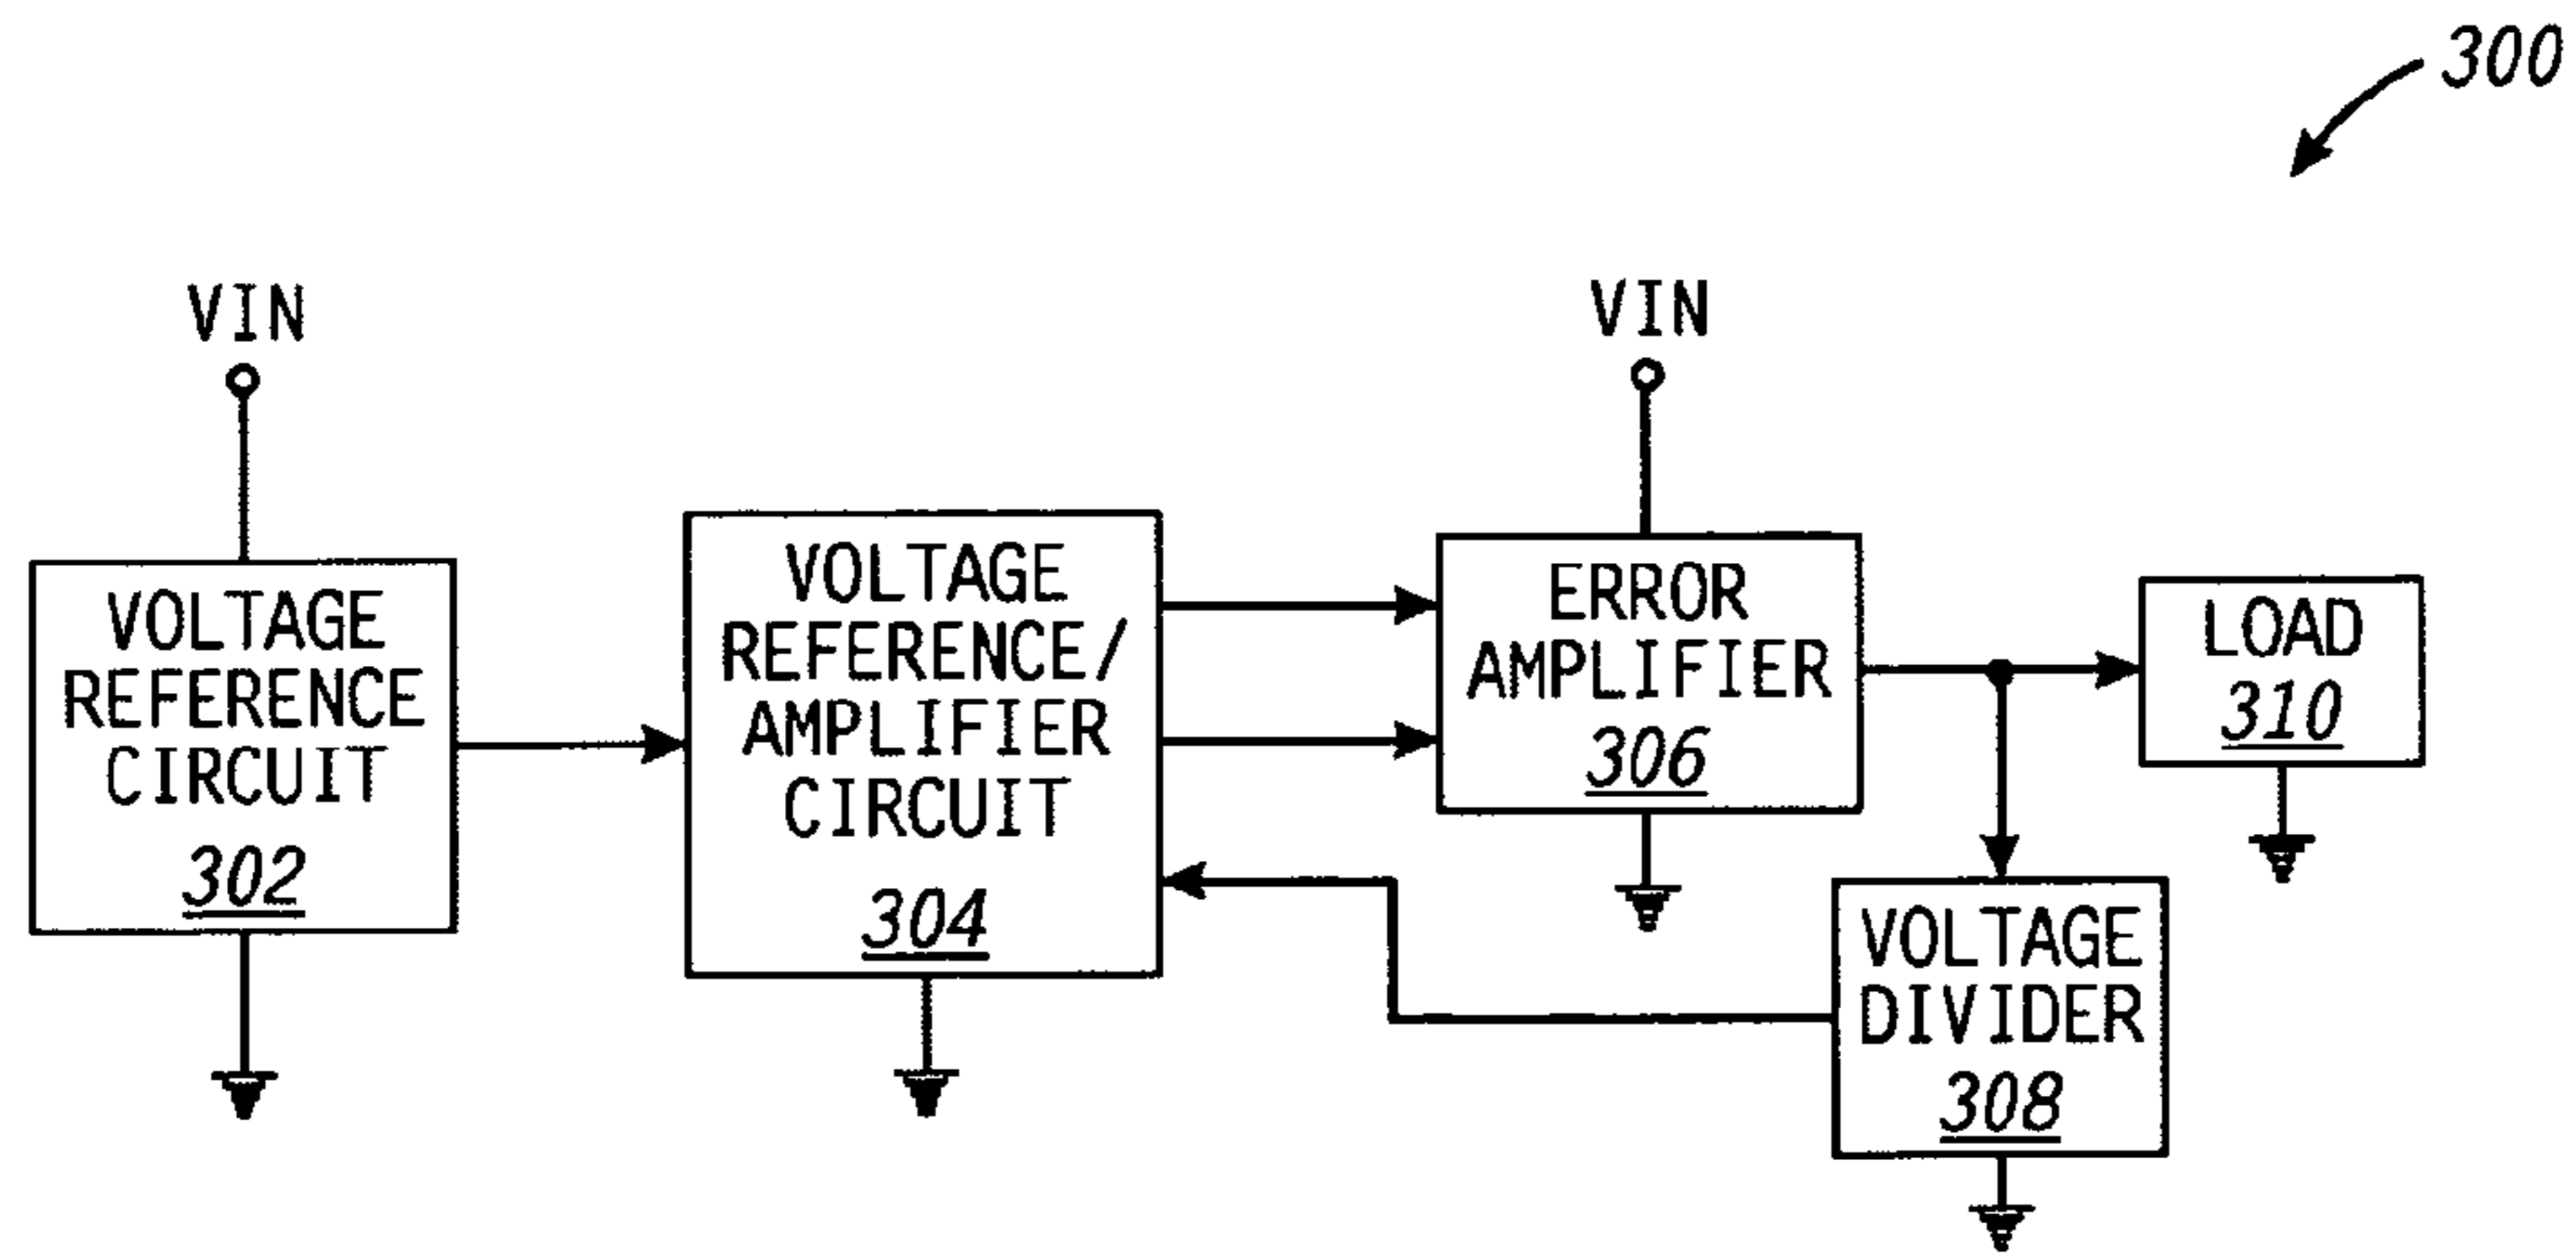 300
VIN
VIN
VOLTAGE
REFERENCE
CIRCUIT
302
VOLTAGE
REFERENCE/
AMPLIFIER
CIRCUIT
304
ERROR
AMPLIFIER
306
LOAD
310
VOLTAGE
DIVIDER
308